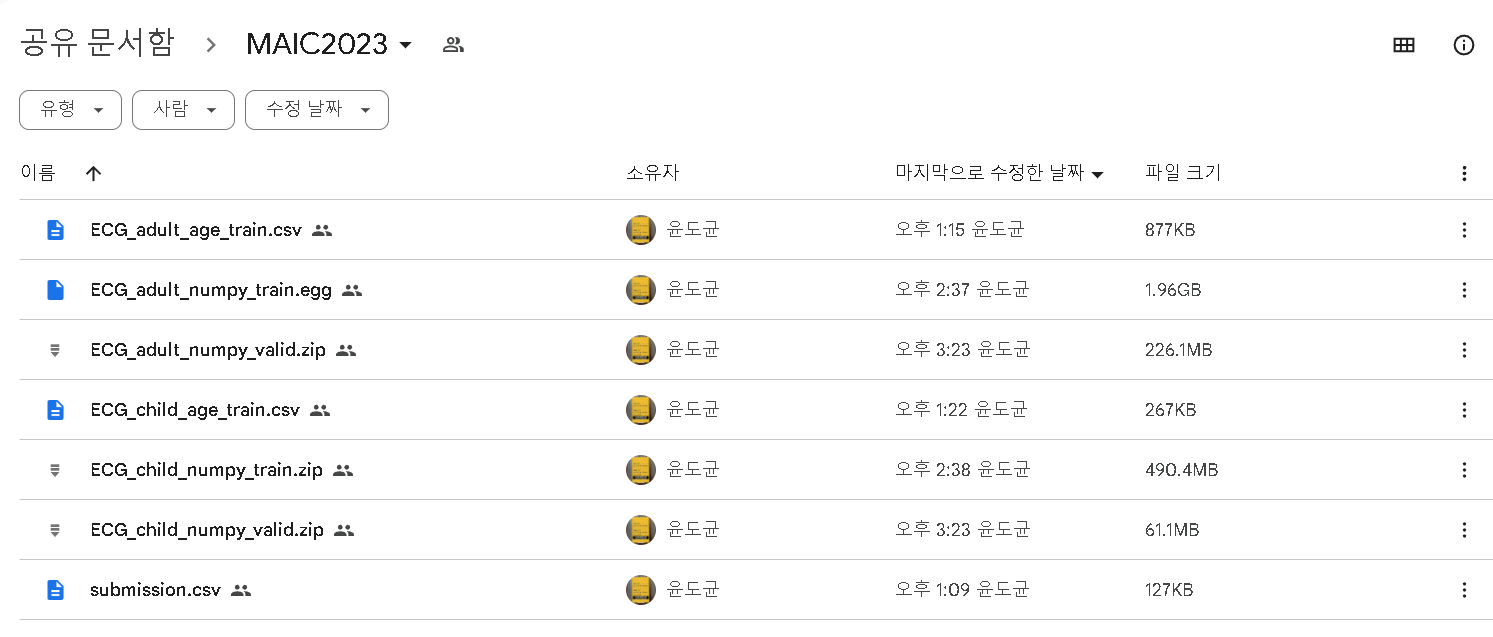 공유 문서함 > MAIC2023
유형 사람 수정 날짜
이름 소유자 마지막으로 수정한 날짜 파일 크기
ECG_adult_age_train.csv 윤도균 오후 1:15 윤도균 877KB
ECG_adult_numpy_train.egg 윤도균 오후 2:37 윤도균 1.96GB
ECG_adult_numpy_valid.zip 윤도균 오후 3:23 윤도균 226.1MB
ECG_child_age_train.csv 윤도균 오후 1:22 윤도균 267KB
ECG_child_numpy_train.zip 윤도균 오후 2:38 윤도균 490.4MB
ECG_child_numpy_valid.zip 윤도균 오후 3:23 윤도균 61.1MB
submission.csv 윤도균 오후 1:09 윤도균 127KB